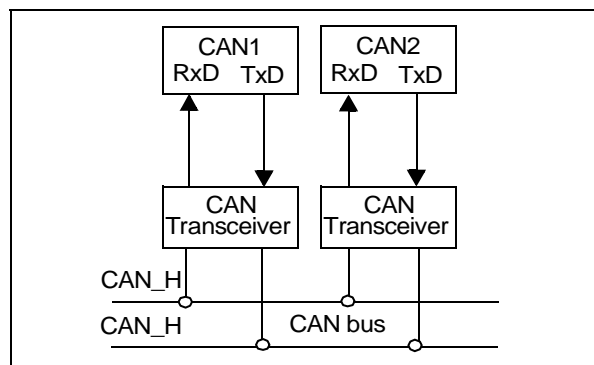 CAN1
RxD TxD
CAN2
RxD TxD
CAN
Transceiver
CAN
Transceiver
CAN_H
CAN_H
CAN bus